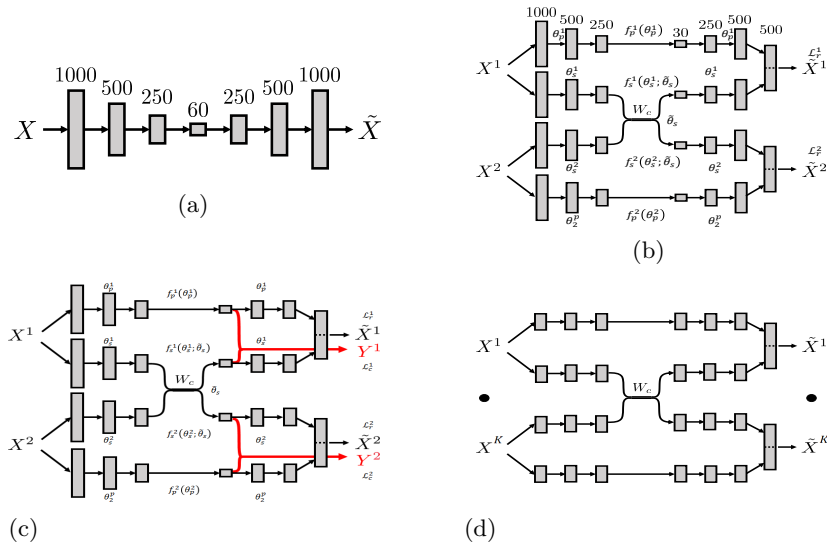 1000 500 250 60 250 500 1000
X X̃
(a)
1000 500 250 30 250 500 500
θ_p^1 f_p^1(θ_p^1) θ_p^1
X^1 L_r^1 X̃^1
θ_s^1 f_s^1(θ_s^1; θ̃_s) θ_s^1
W_c θ̃_s
θ_s^2 f_s^2(θ_s^2; θ̃_s) θ_s^2
X^2 L_r^2 X̃^2
θ_2^p f_p^2(θ_p^2) θ_2^p
(b)
θ_p^1 f_p^1(θ_p^1) θ_p^1
X^1 L_r^1 X̃^1
Y^1
L_c^1
θ_s^1 f_s^1(θ_s^1; θ̃_s) θ_s^1
W_c θ̃_s
θ_s^2 f_s^2(θ_s^2; θ̃_s) θ_s^2
X^2 L_r^2 X̃^2
Y^2
L_c^2
θ_2^p f_p^2(θ_p^2) θ_2^p
(c)
X^1 X̃^1
W_c
X^K X̃^K
(d)